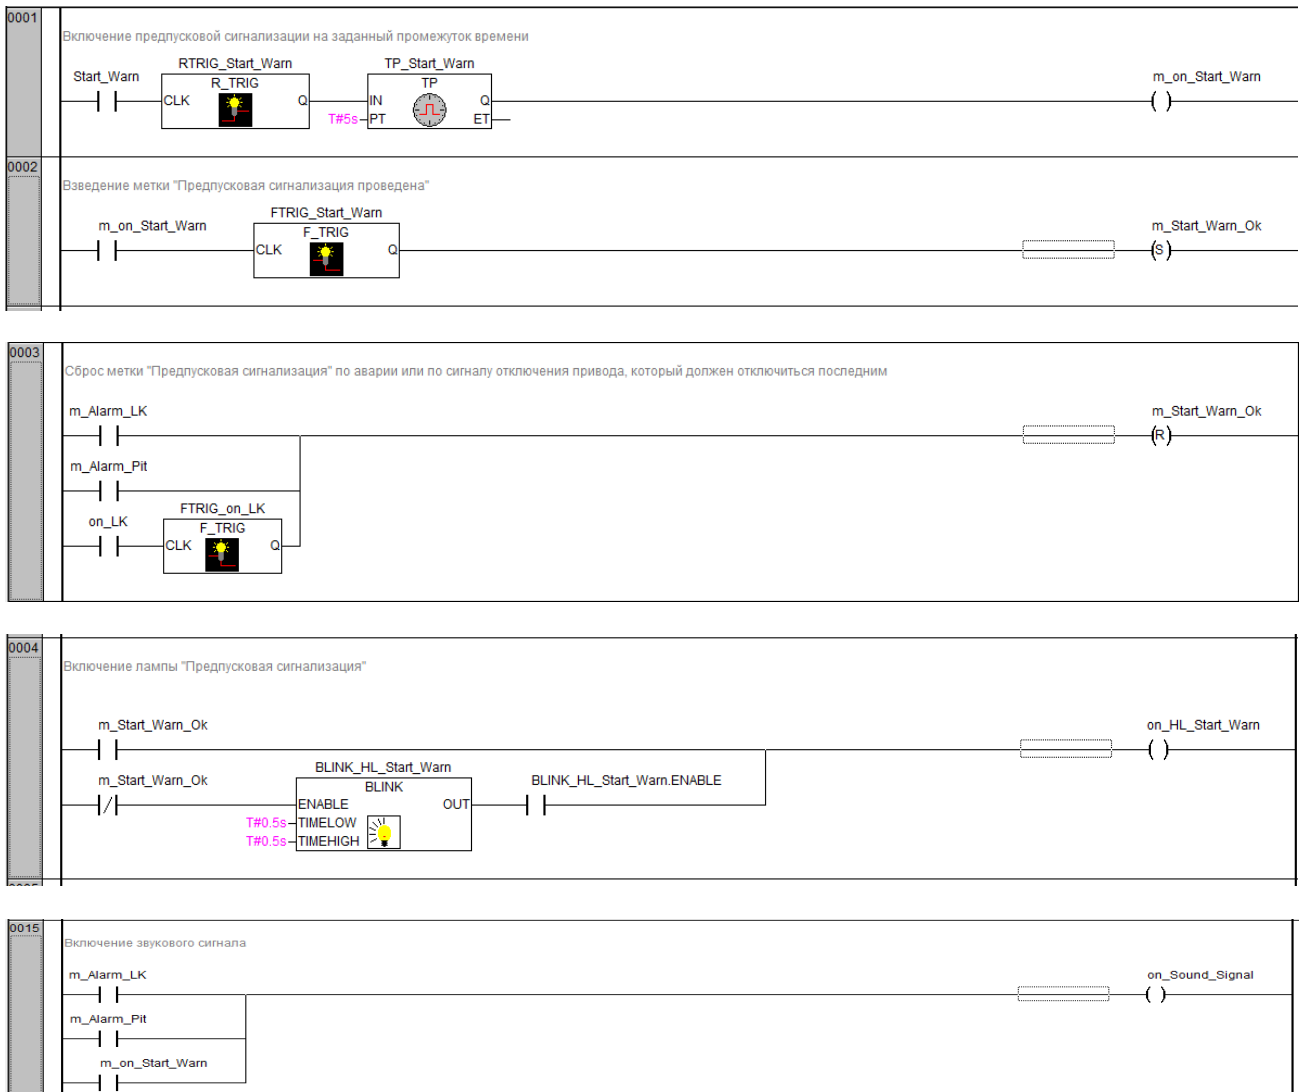 0001
Включение предпусковой сигнализации на заданный промежуток времени
RTRIG_Start_Warn
TP_Start_Warn
Start_Warn
R_TRIG
TP
m_on_Start_Warn
CLK
Q
IN
Q
T#5s
PT
ET
0002
Взведение метки "Предпусковая сигнализация проведена"
FTRIG_Start_Warn
m_on_Start_Warn
F_TRIG
m_Start_Warn_Ok
CLK
Q
S
0003
Сброс метки "Предпусковая сигнализация" по аварии или по сигналу отключения привода, который должен отключиться последним
m_Alarm_LK
m_Start_Warn_Ok
R
m_Alarm_Pit
FTRIG_on_LK
on_LK
F_TRIG
CLK
Q
0004
Включение лампы "Предпусковая сигнализация"
m_Start_Warn_Ok
on_HL_Start_Warn
BLINK_HL_Start_Warn
m_Start_Warn_Ok
BLINK
BLINK_HL_Start_Warn.ENABLE
ENABLE
OUT
T#0.5s
TIMELOW
T#0.5s
TIMEHIGH
0015
Включение звукового сигнала
m_Alarm_LK
on_Sound_Signal
m_Alarm_Pit
m_on_Start_Warn